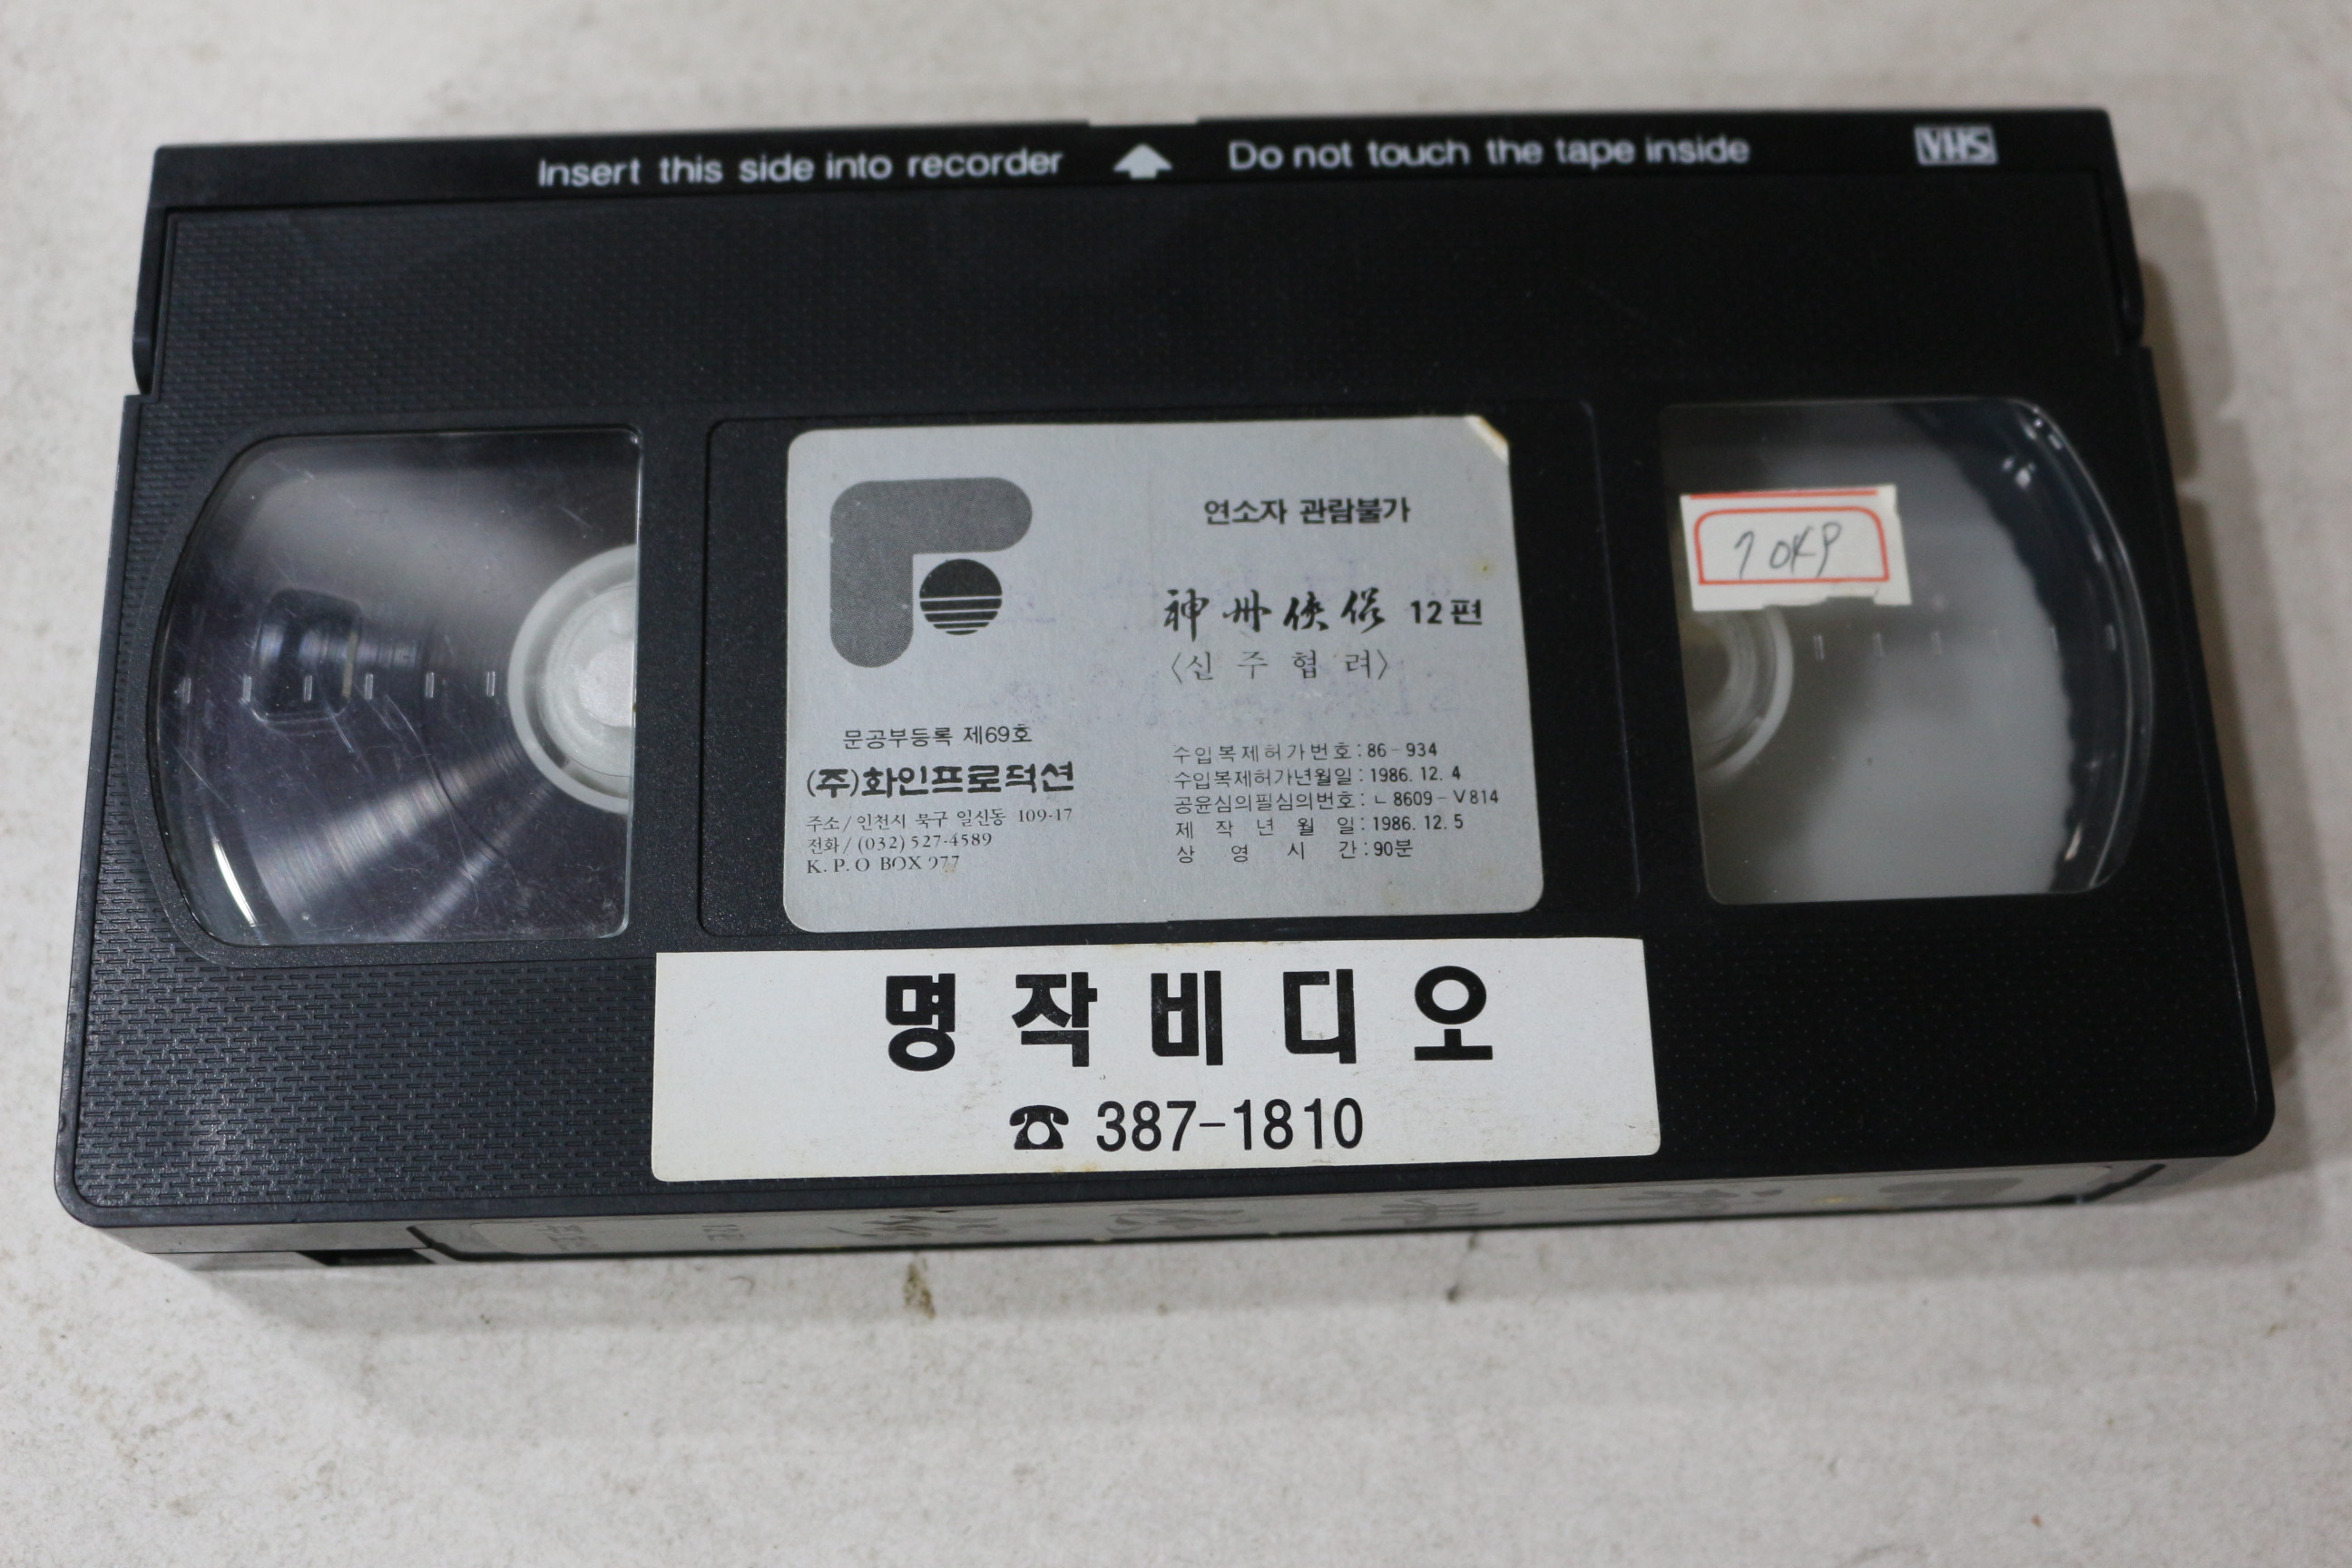 Insert this side into recorder
Do not touch the tape inside
VHS
연소자 관람불가
神州俠侶 12편
〈신주협려〉
문공부등록 제69호
(주)화인프로덕션
주소/인천시 북구 일신동 109-17
전화/(032)527-4589
K.P.O BOX 977
수입복제허가번호:86-934
수입복제허가년월일:1986.12.4
공윤심의필심의번호:ㄴ8609-V814
제작년월일:1986.12.5
상영시간:90분
명작비디오
☎ 387-1810